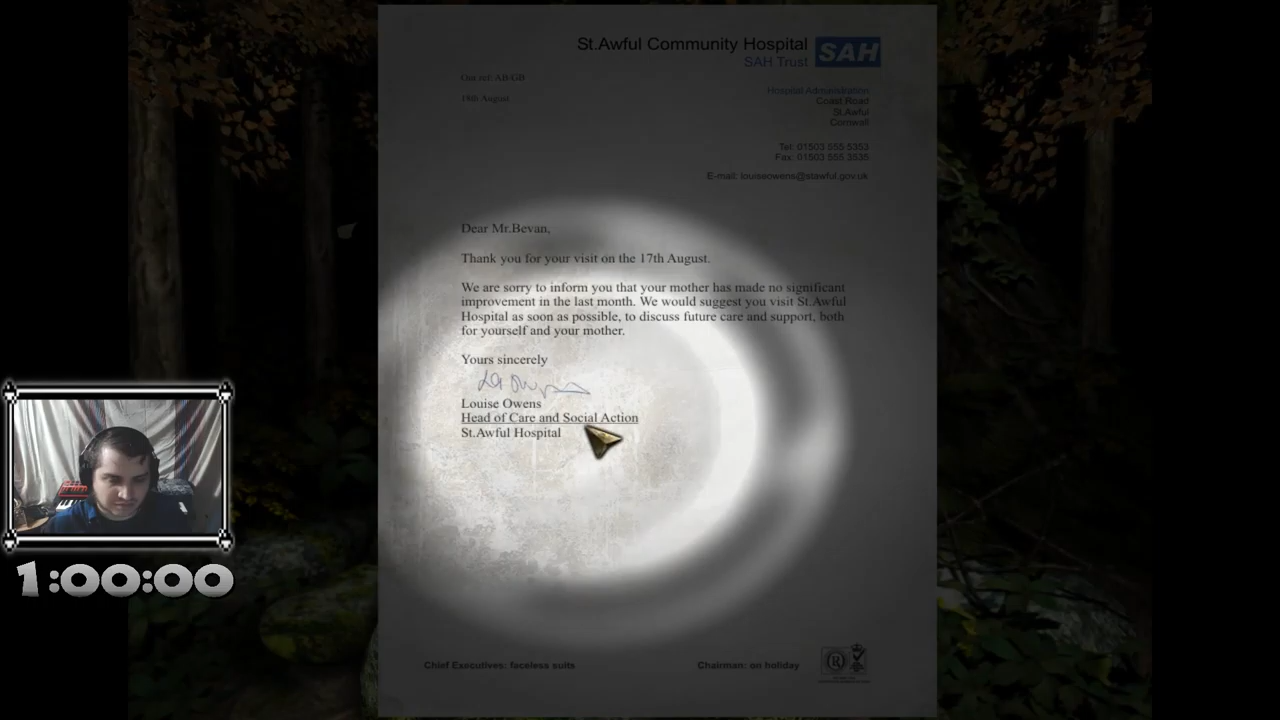 St.Awful Community Hospital
SAH
SAH Trust
Our ref: AB/GB
Hospital Administration
Coast Road
St.Awful
Cornwall
18th August
Tel: 01503 555 5353
Fax: 01503 555 3535
E-mail: louiseowens@stawful.gov.uk
Dear Mr.Bevan,
Thank you for your visit on the 17th August.
We are sorry to inform you that your mother has made no significant
improvement in the last month. We would suggest you visit St.Awful
Hospital as soon as possible, to discuss future care and support, both
for yourself and your mother.
Yours sincerely
Louise Owens
Head of Care and Social Action
St.Awful Hospital
1:00:00
Chief Executives: faceless suits
Chairman: on holiday
R